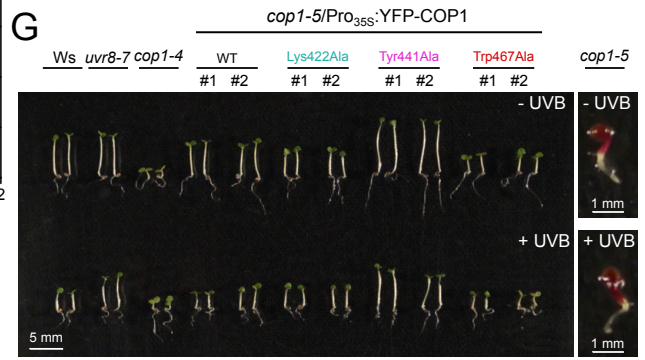 G
cop1-5/Pro35S:YFP-COP1
Ws uvr8-7 cop1-4 WT Lys422Ala Tyr441Ala Trp467Ala cop1-5
#1 #2 #1 #2 #1 #2 #1 #2
- UVB - UVB
1 mm
2
+ UVB + UVB
5 mm 1 mm